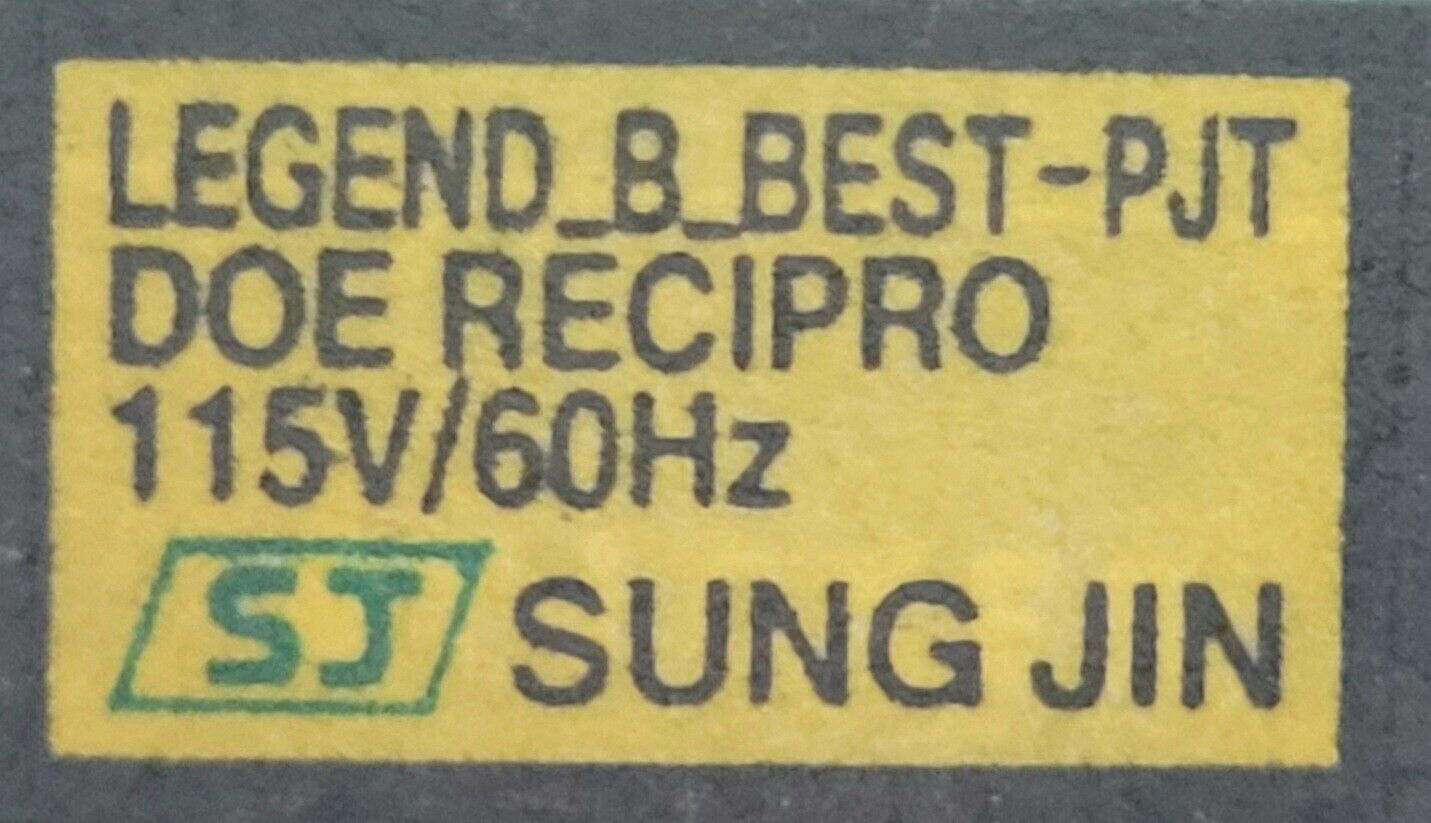 LEGEND_B_BEST-PJT
DOE RECIPRO
115V/60Hz
SJ SUNG JIN